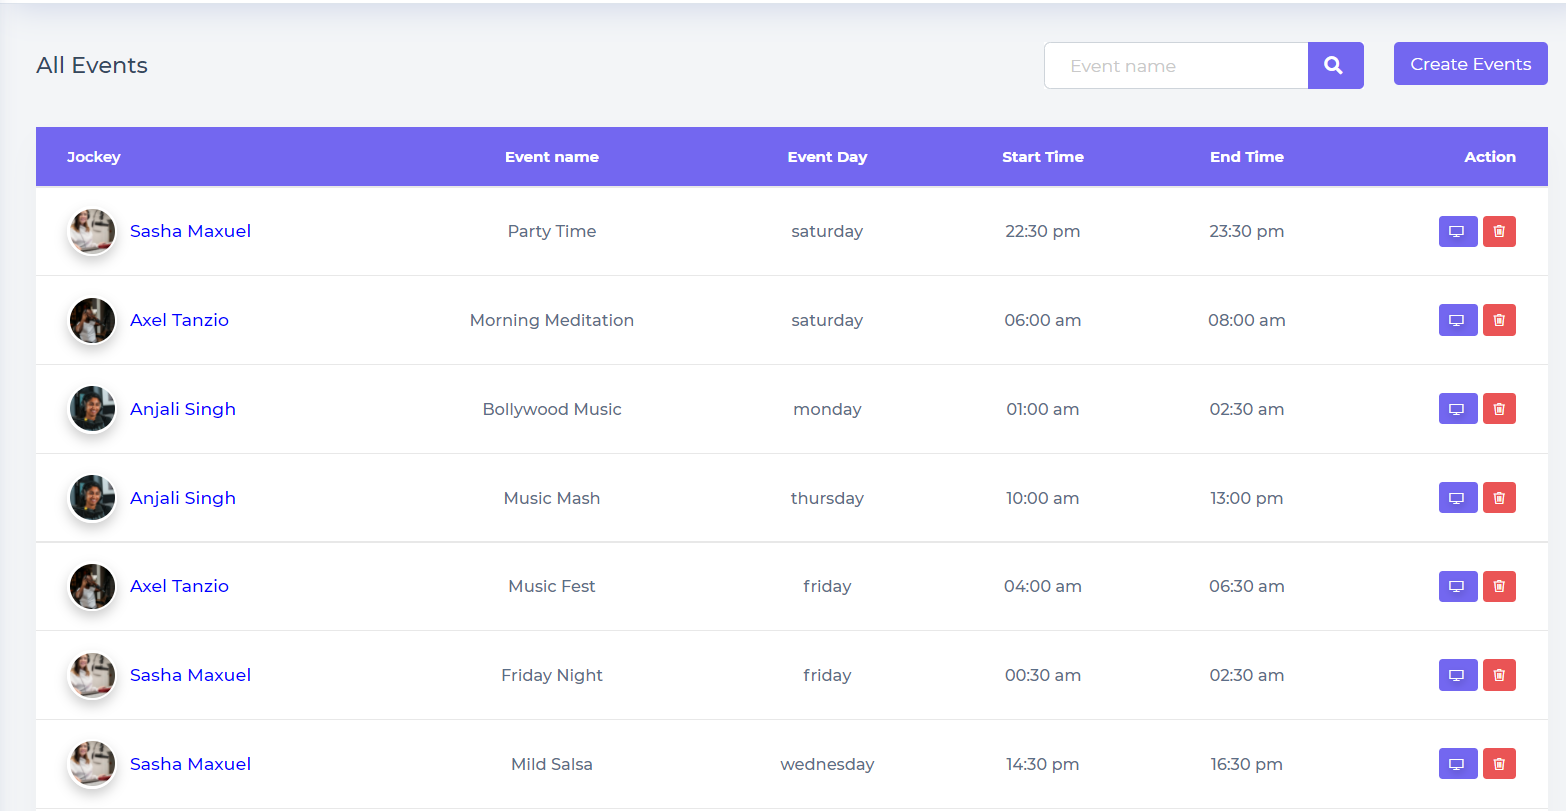 All Events
Event name
Create Events
Jockey Event name Event Day Start Time End Time Action
Sasha Maxuel Party Time saturday 22:30 pm 23:30 pm
Axel Tanzio Morning Meditation saturday 06:00 am 08:00 am
Anjali Singh Bollywood Music monday 01:00 am 02:30 am
Anjali Singh Music Mash thursday 10:00 am 13:00 pm
Axel Tanzio Music Fest friday 04:00 am 06:30 am
Sasha Maxuel Friday Night friday 00:30 am 02:30 am
Sasha Maxuel Mild Salsa wednesday 14:30 pm 16:30 pm